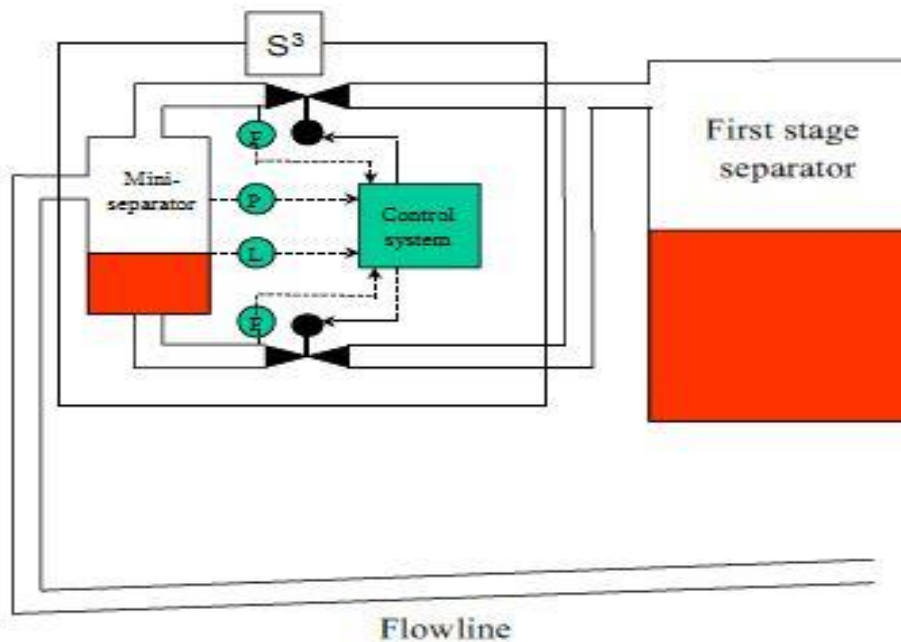 S³
First stage
separator
F
Mini-
separator
P
Control
system
L
F
Flowline